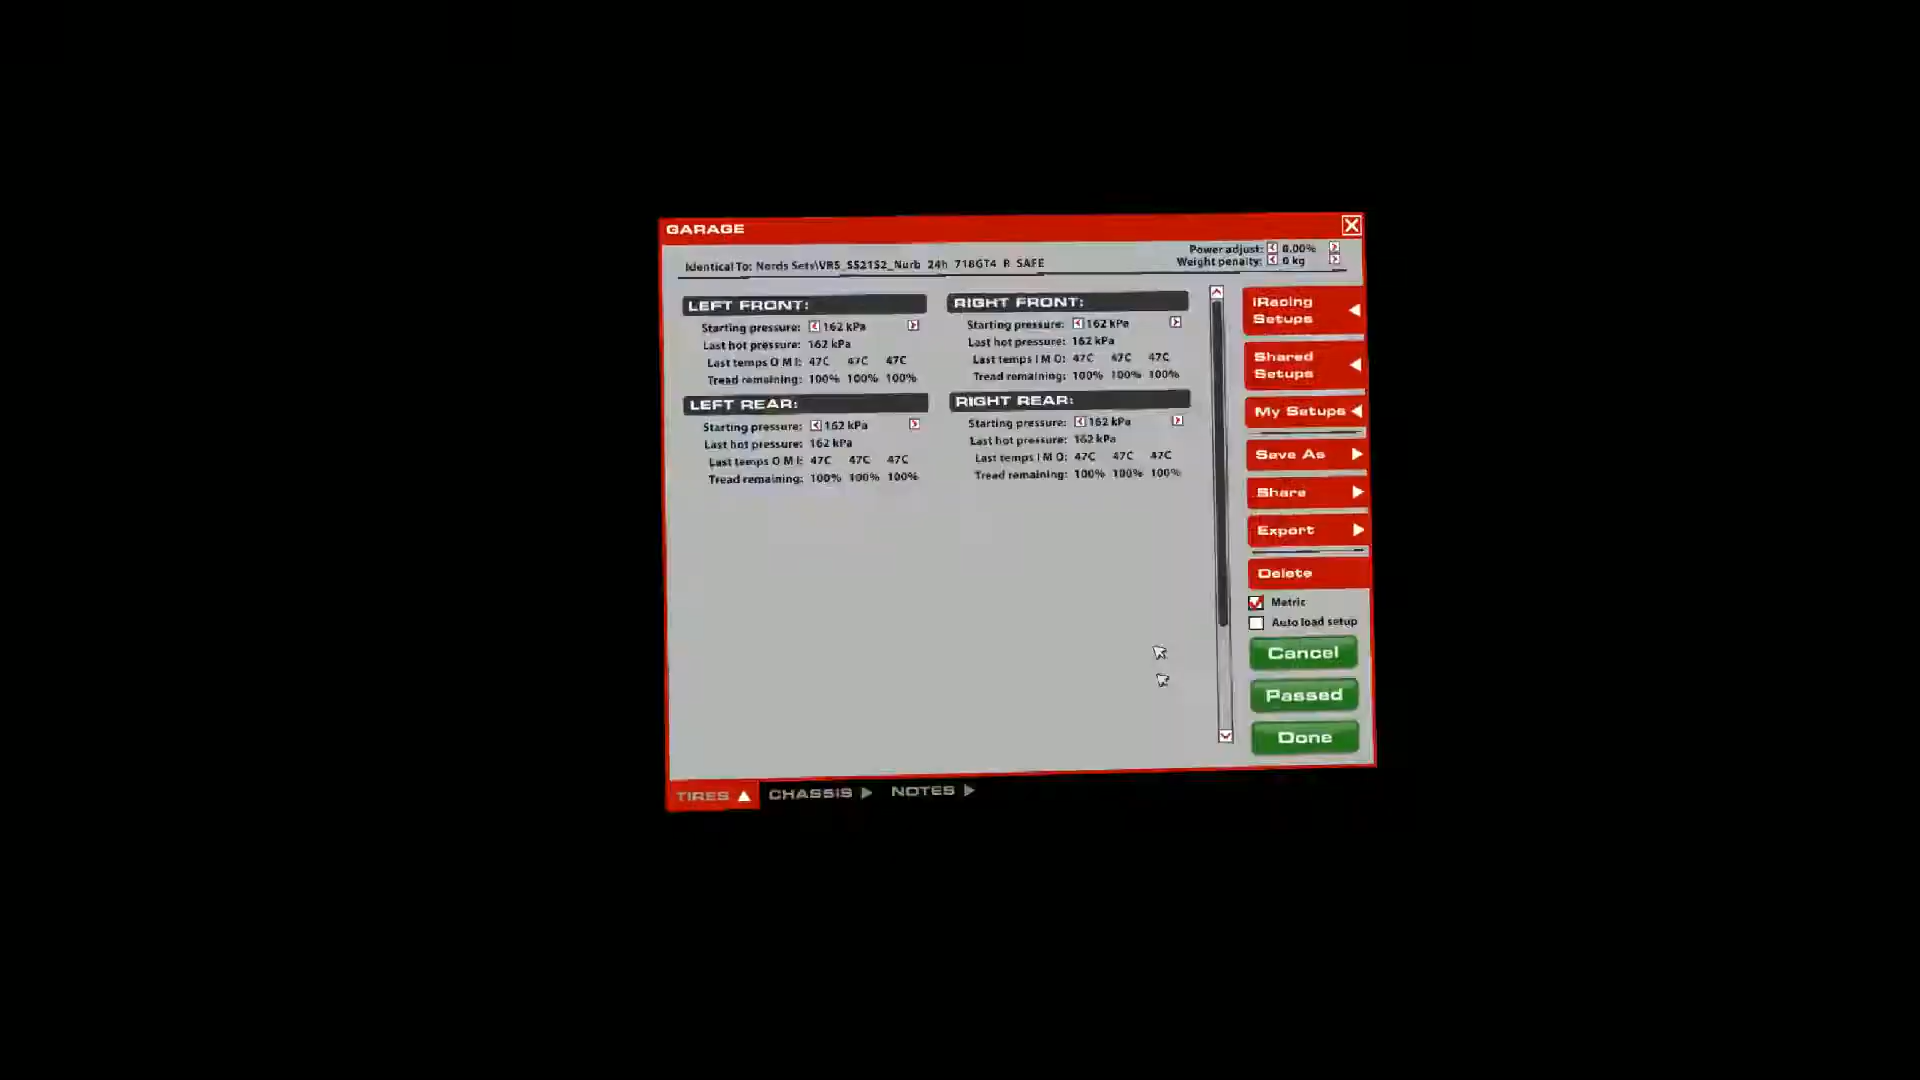 GARAGE
Power adjust: 0.00%
Weight penalty: 0 kg
Identical To: Nords Sets\VRS_SS21S2_Nurb 24h 718GT4 R SAFE
LEFT FRONT:
Starting pressure: 162 kPa
Last hot pressure: 162 kPa
Last temps O M I: 47C 47C 47C
Tread remaining: 100% 100% 100%
RIGHT FRONT:
Starting pressure: 162 kPa
Last hot pressure: 162 kPa
Last temps I M O: 47C 47C 47C
Tread remaining: 100% 100% 100%
LEFT REAR:
Starting pressure: 162 kPa
Last hot pressure: 162 kPa
Last temps O M I: 47C 47C 47C
Tread remaining: 100% 100% 100%
RIGHT REAR:
Starting pressure: 162 kPa
Last hot pressure: 162 kPa
Last temps I M O: 47C 47C 47C
Tread remaining: 100% 100% 100%
iRacing
Setups
Shared
Setups
My Setups
Save As
Share
Export
Delete
Metric
Auto load setup
Cancel
Passed
Done
TIRES CHASSIS NOTES